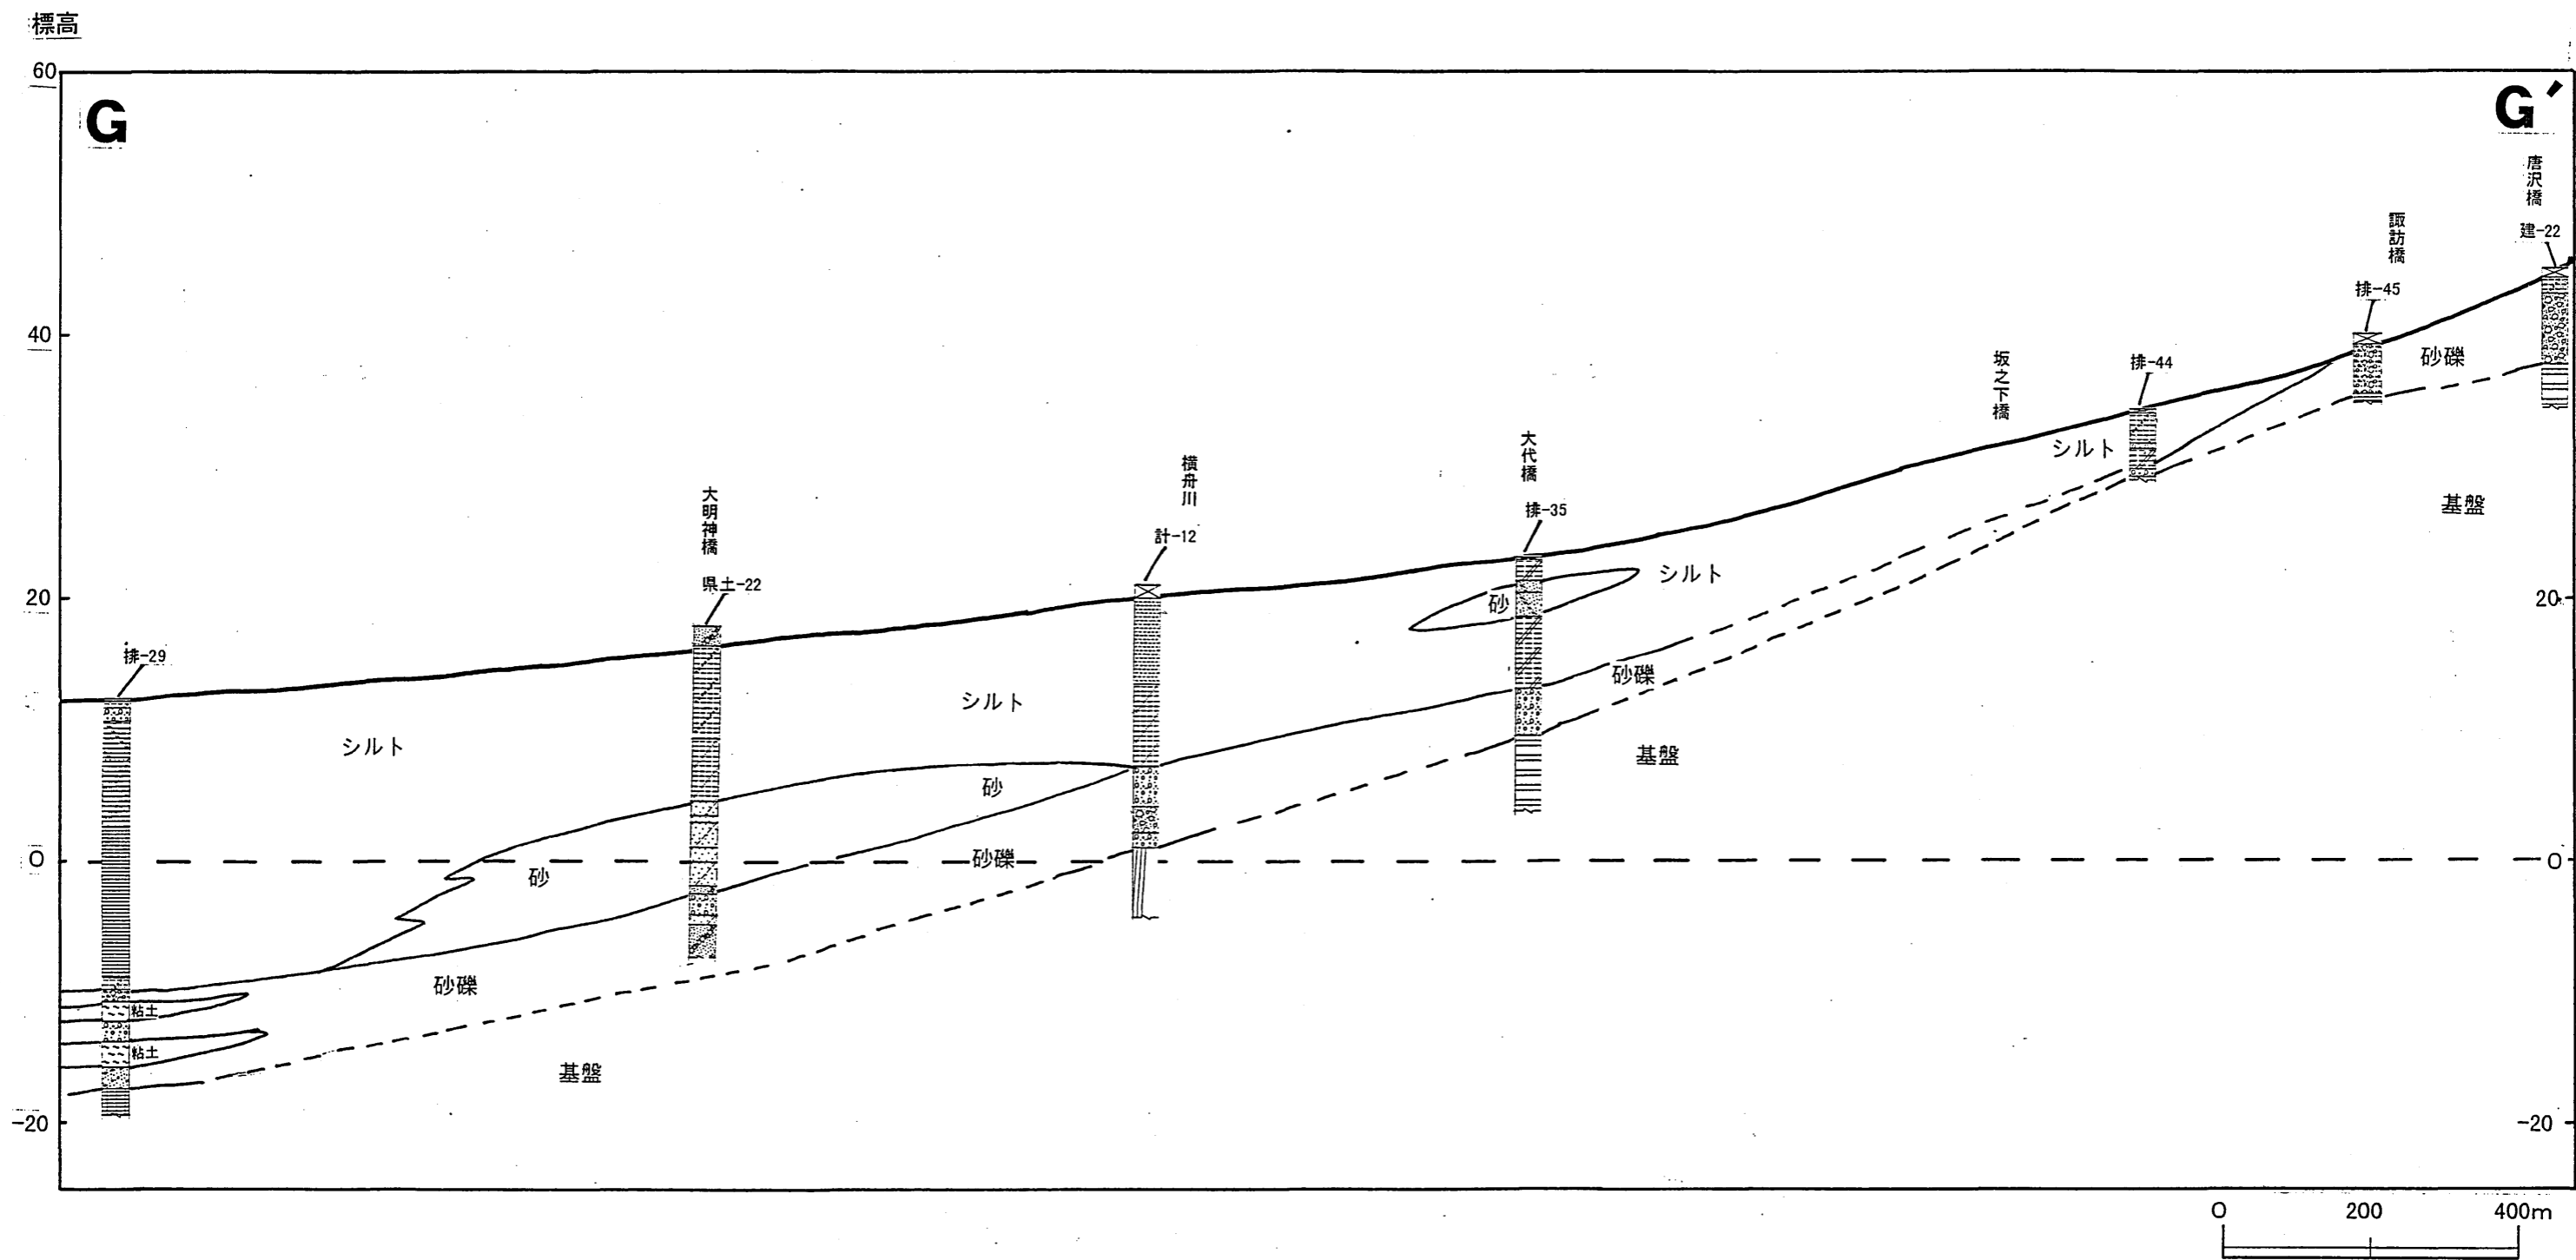 標高
60
G
G′
唐沢橋
建-22
諏訪橋
排-45
40
砂礫
坂之下橋
排-44
シルト
大代橋
排-35
基盤
横舟川
計-12
大明神橋
県土-22
シルト
20
砂
20
排-29
砂礫
シルト
シルト
基盤
砂
0
砂
砂礫
0
砂礫
粘土
粘土
基盤
-20
-20
0 200 400m